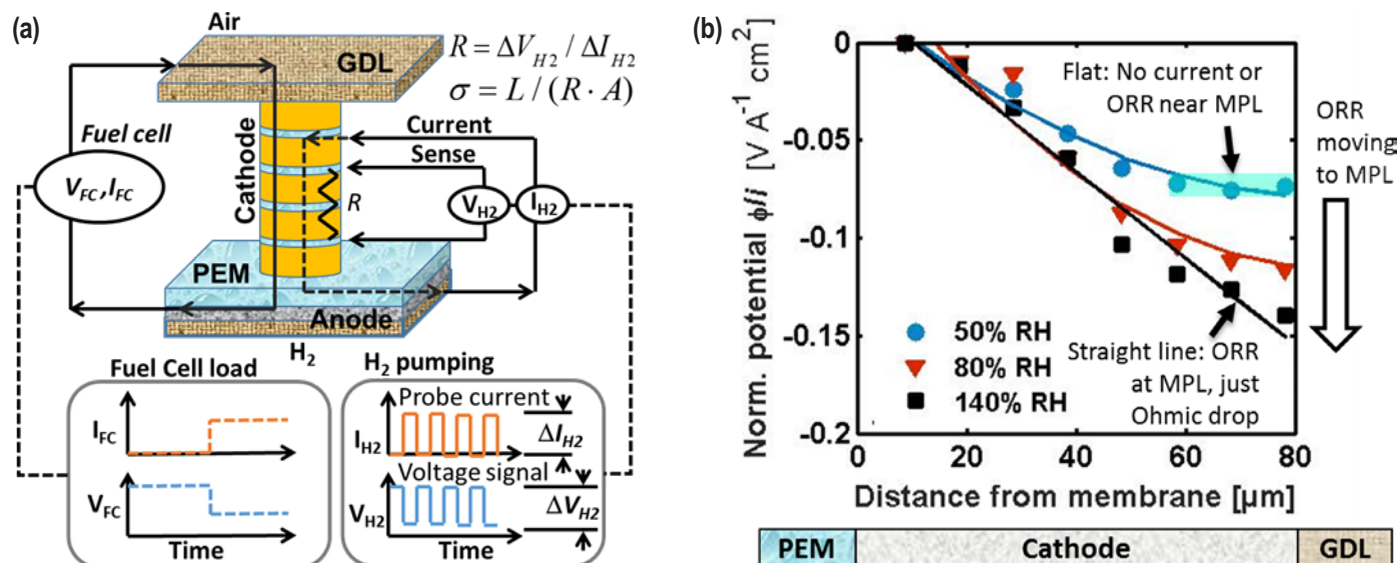 (a)
Air
R = ΔV_H2 / ΔI_H2
σ = L / (R · A)
GDL
Fuel cell
V_FC, I_FC
Cathode
Current
Sense
R
V_H2
I_H2
PEM
Anode
H₂
Fuel Cell load
I_FC
V_FC
Time
H₂ pumping
Probe current
I_H2
ΔI_H2
Voltage signal
V_H2
ΔV_H2
Time
(b)
Norm. potential ϕ/i [V A⁻¹ cm²]
0
-0.05
-0.1
-0.15
-0.2
Flat: No current or
ORR near MPL
ORR
moving
to MPL
50% RH
80% RH
140% RH
Straight line: ORR
at MPL, just
Ohmic drop
0 20 40 60 80
Distance from membrane [µm]
PEM Cathode GDL